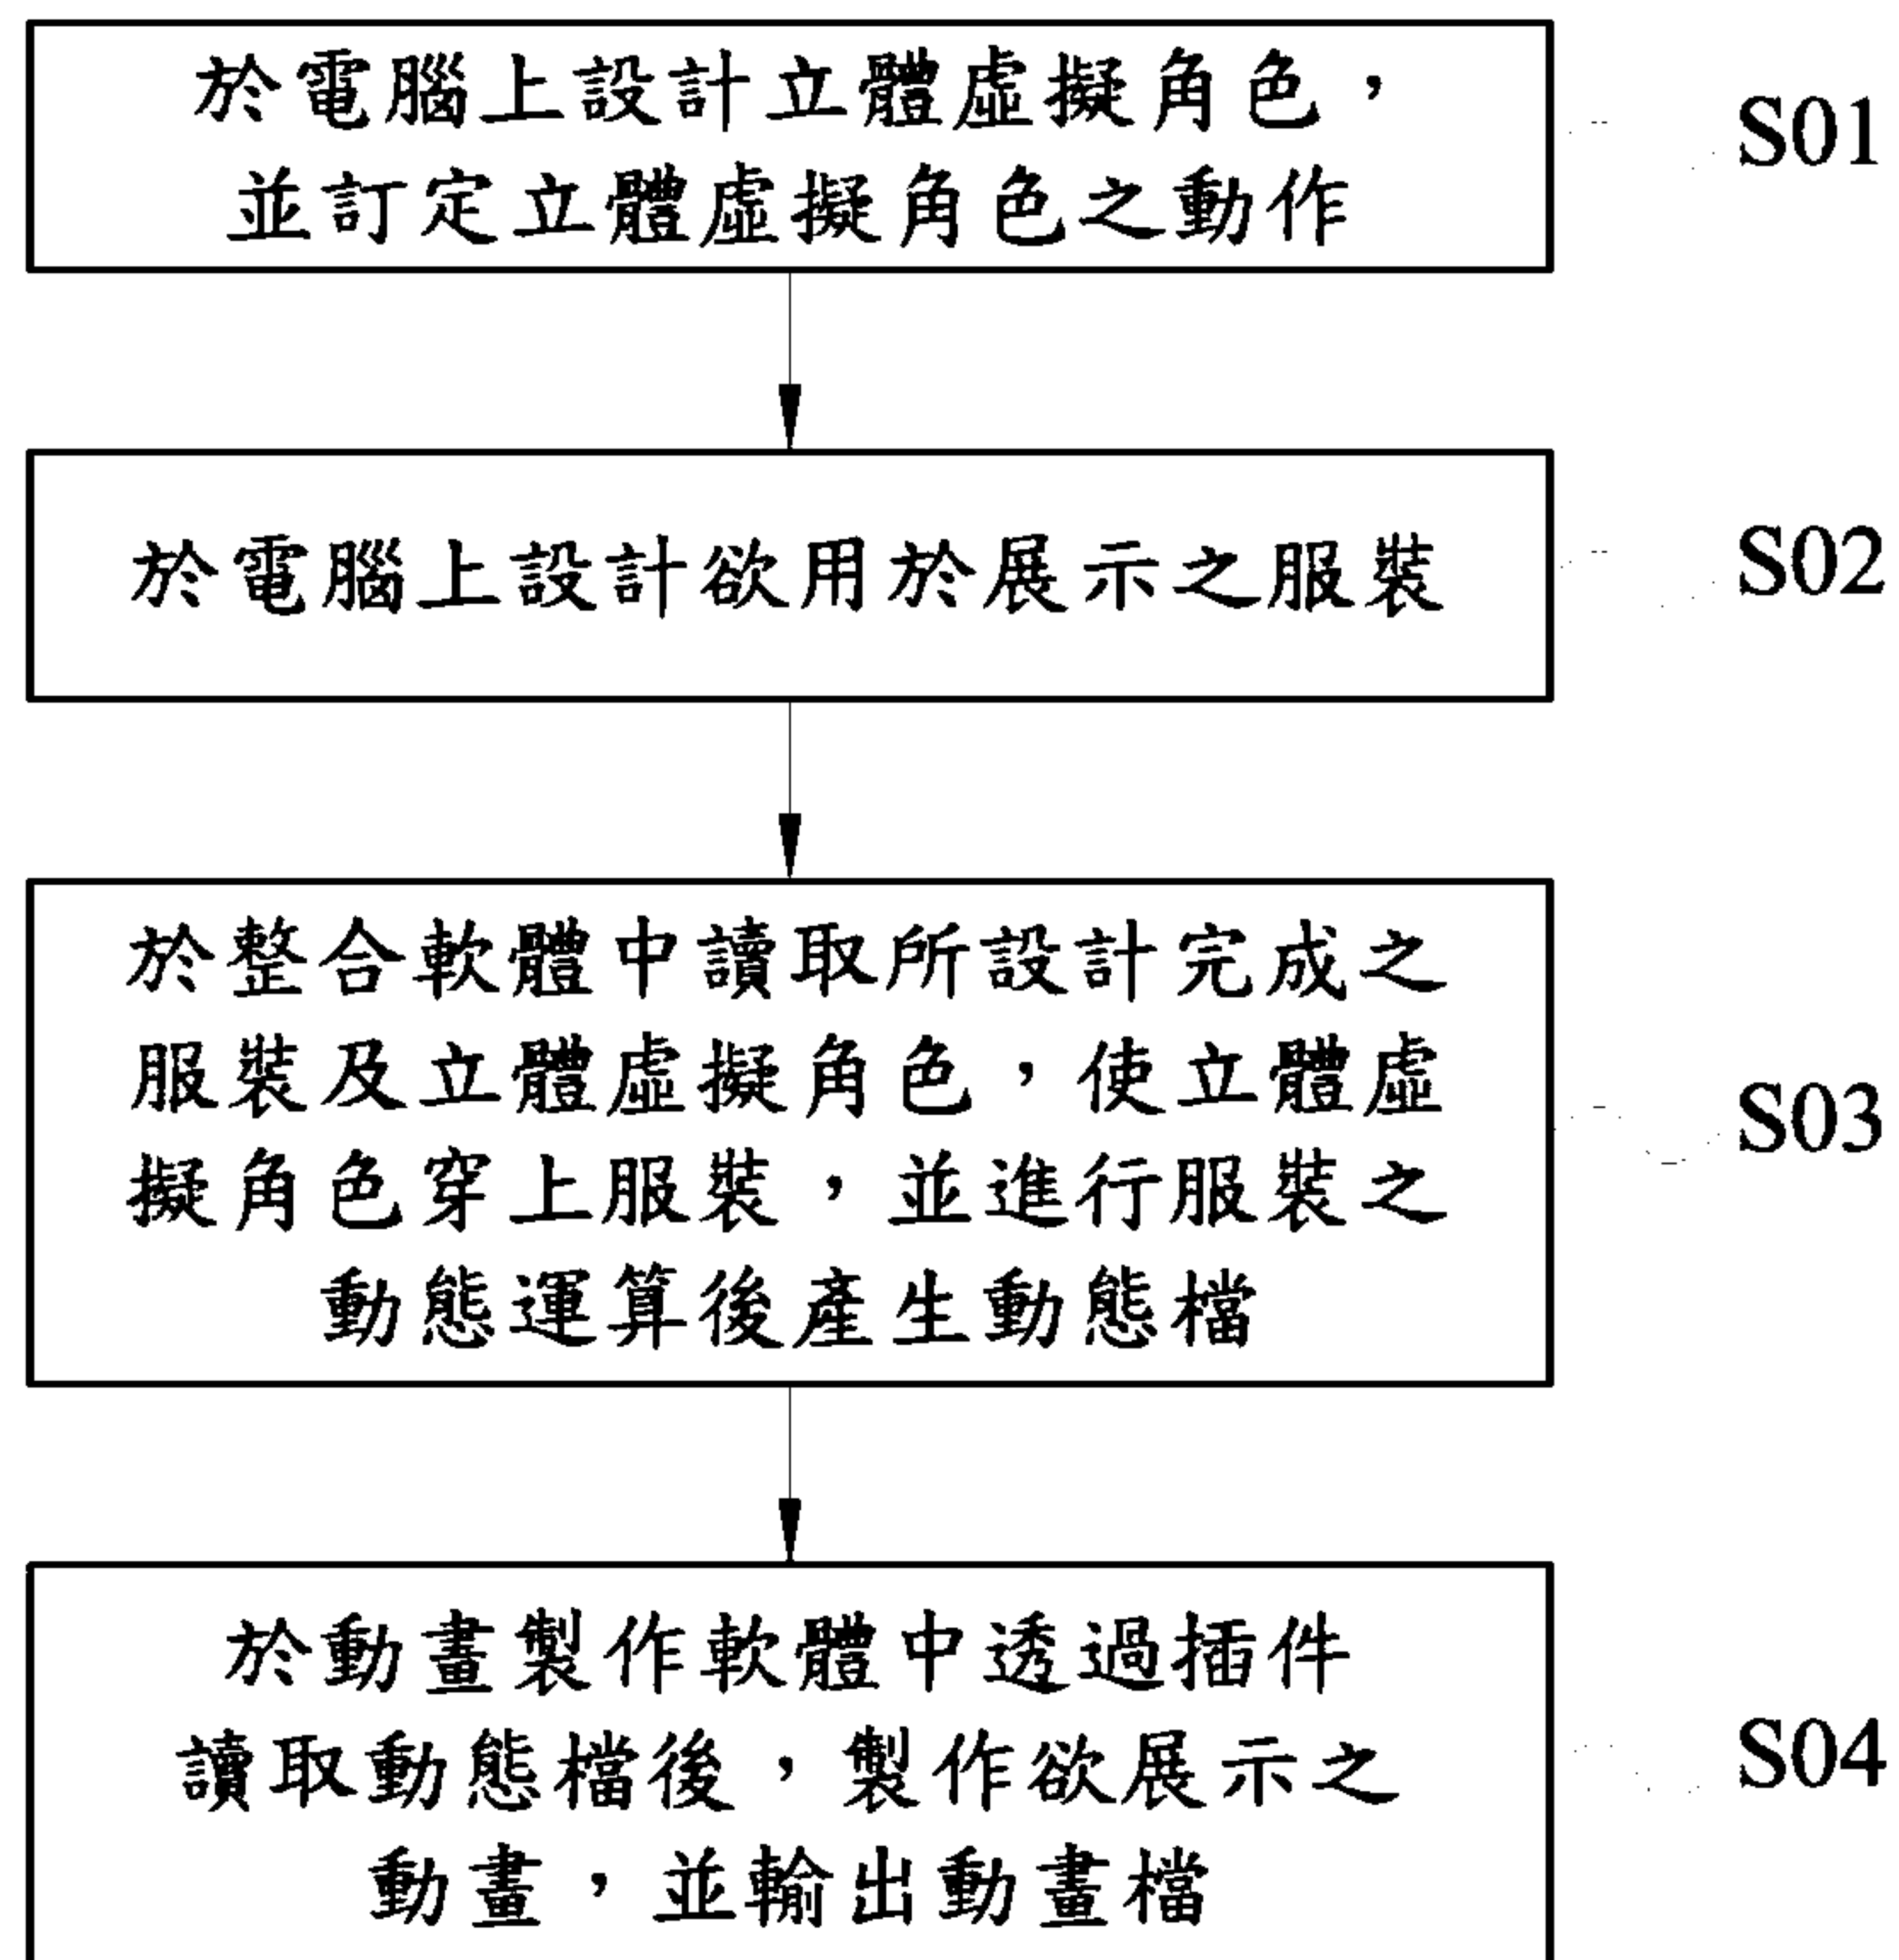 於電腦上設計立體虛擬角色，
並訂定立體虛擬角色之動作
S01
於電腦上設計欲用於展示之服裝
S02
於整合軟體中讀取所設計完成之
服裝及立體虛擬角色，使立體虛
擬角色穿上服裝，並進行服裝之
動態運算後產生動態檔
S03
於動畫製作軟體中透過插件
讀取動態檔後，製作欲展示之
動畫，並輸出動畫檔
S04